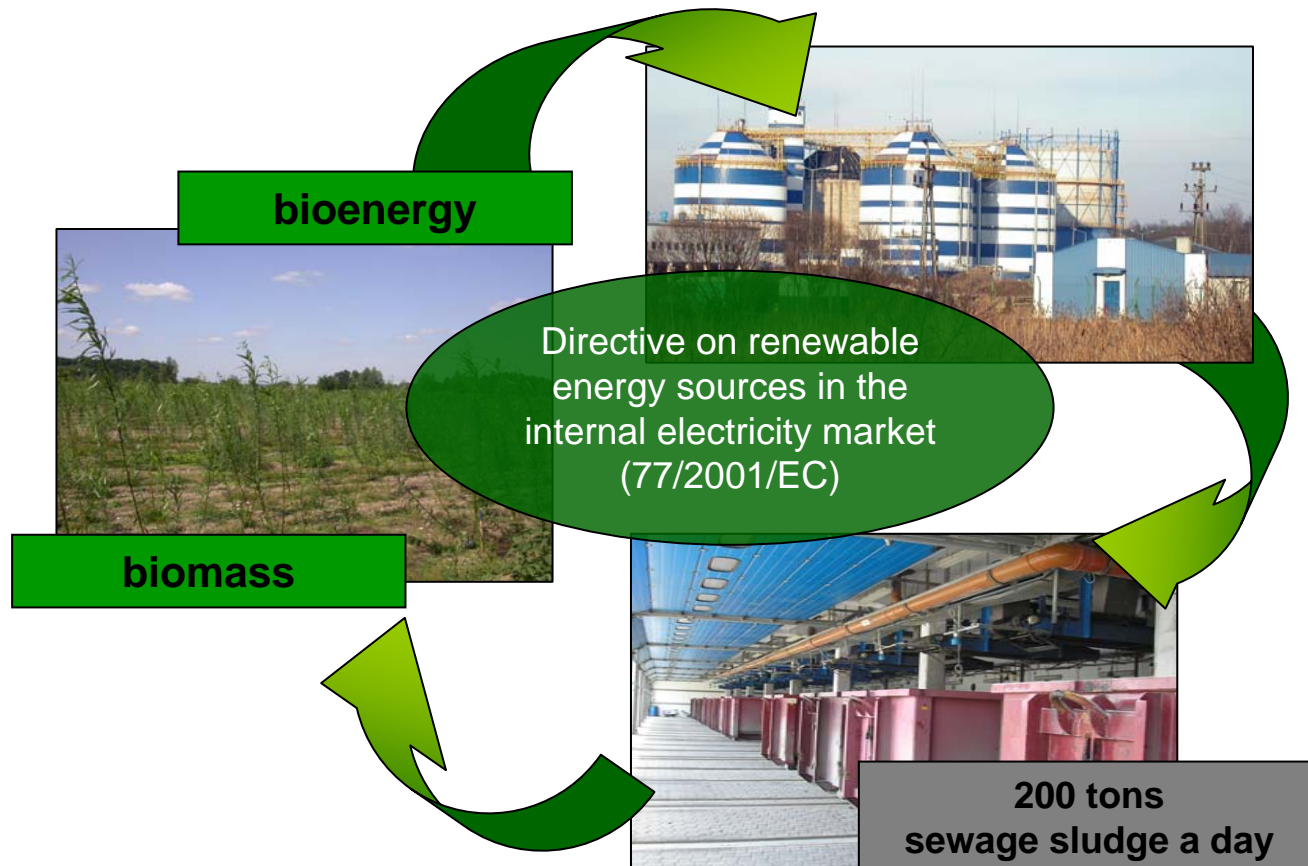 bioenergy
Directive on renewable
energy sources in the
internal electricity market
(77/2001/EC)
biomass
200 tons
sewage sludge a day